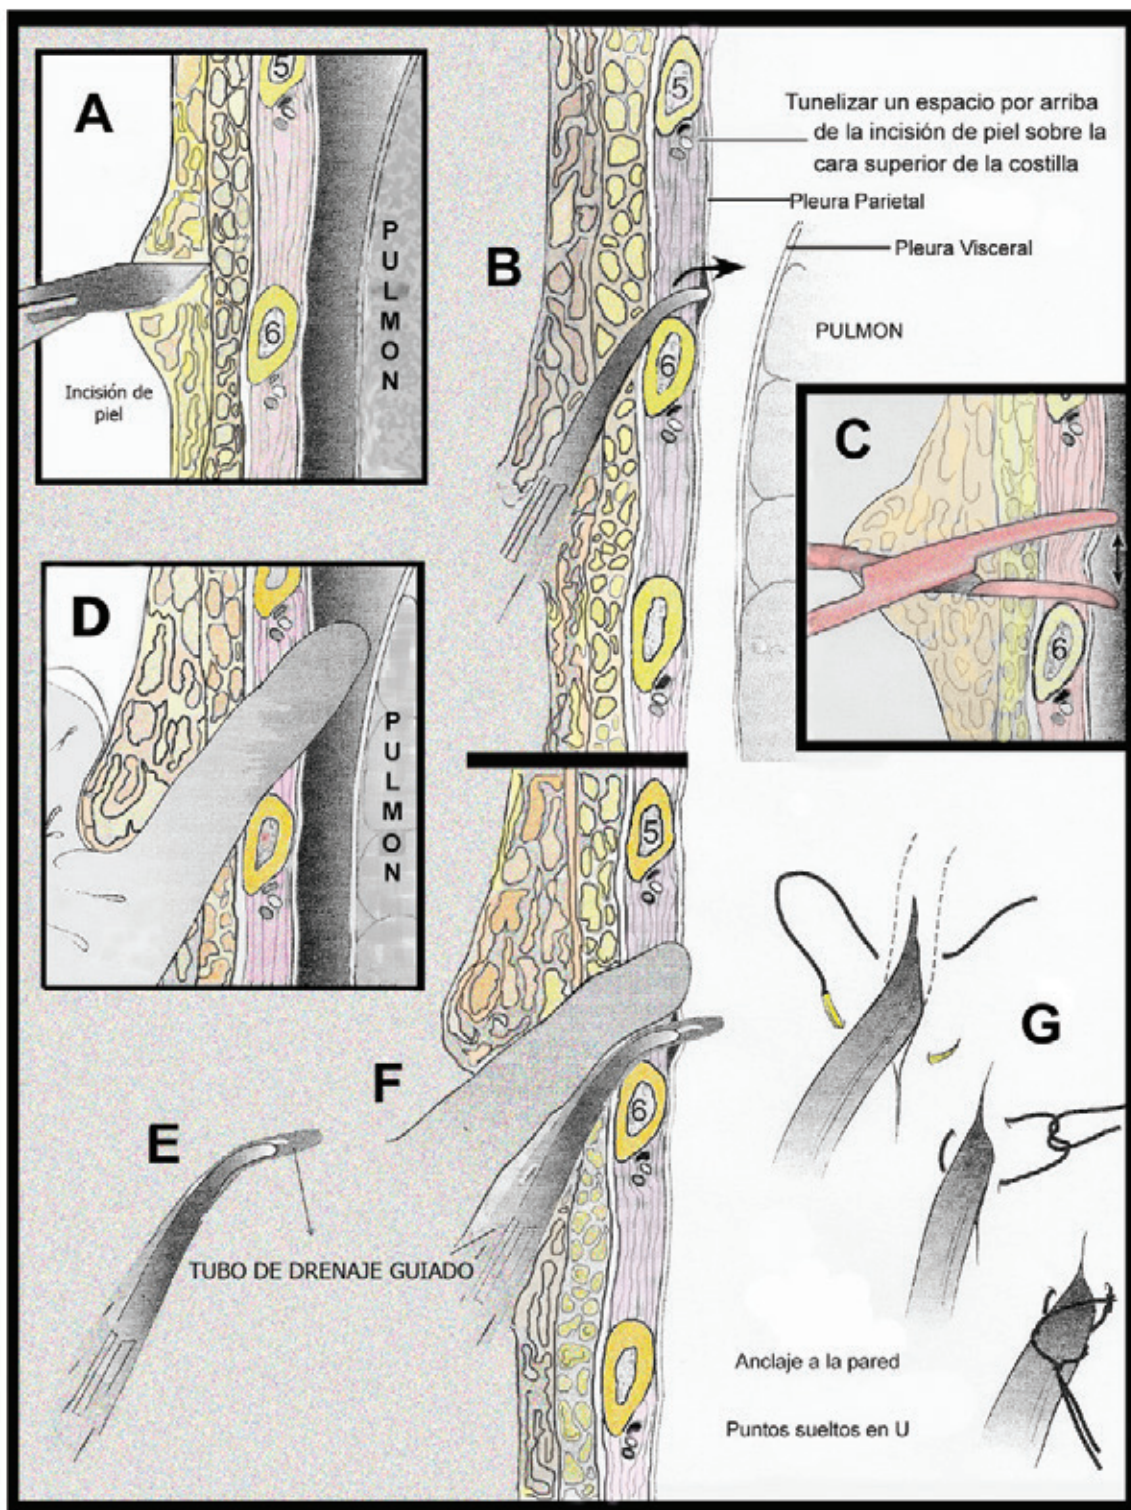 A
5
6
PULMON
Incisión de
piel
B
5
6
Tunelizar un espacio por arriba
de la incisión de piel sobre la
cara superior de la costilla
Pleura Parietal
Pleura Visceral
PULMON
C
6
D
PULMON
5
6
F
E
TUBO DE DRENAJE GUIADO
G
Anclaje a la pared
Puntos sueltos en U